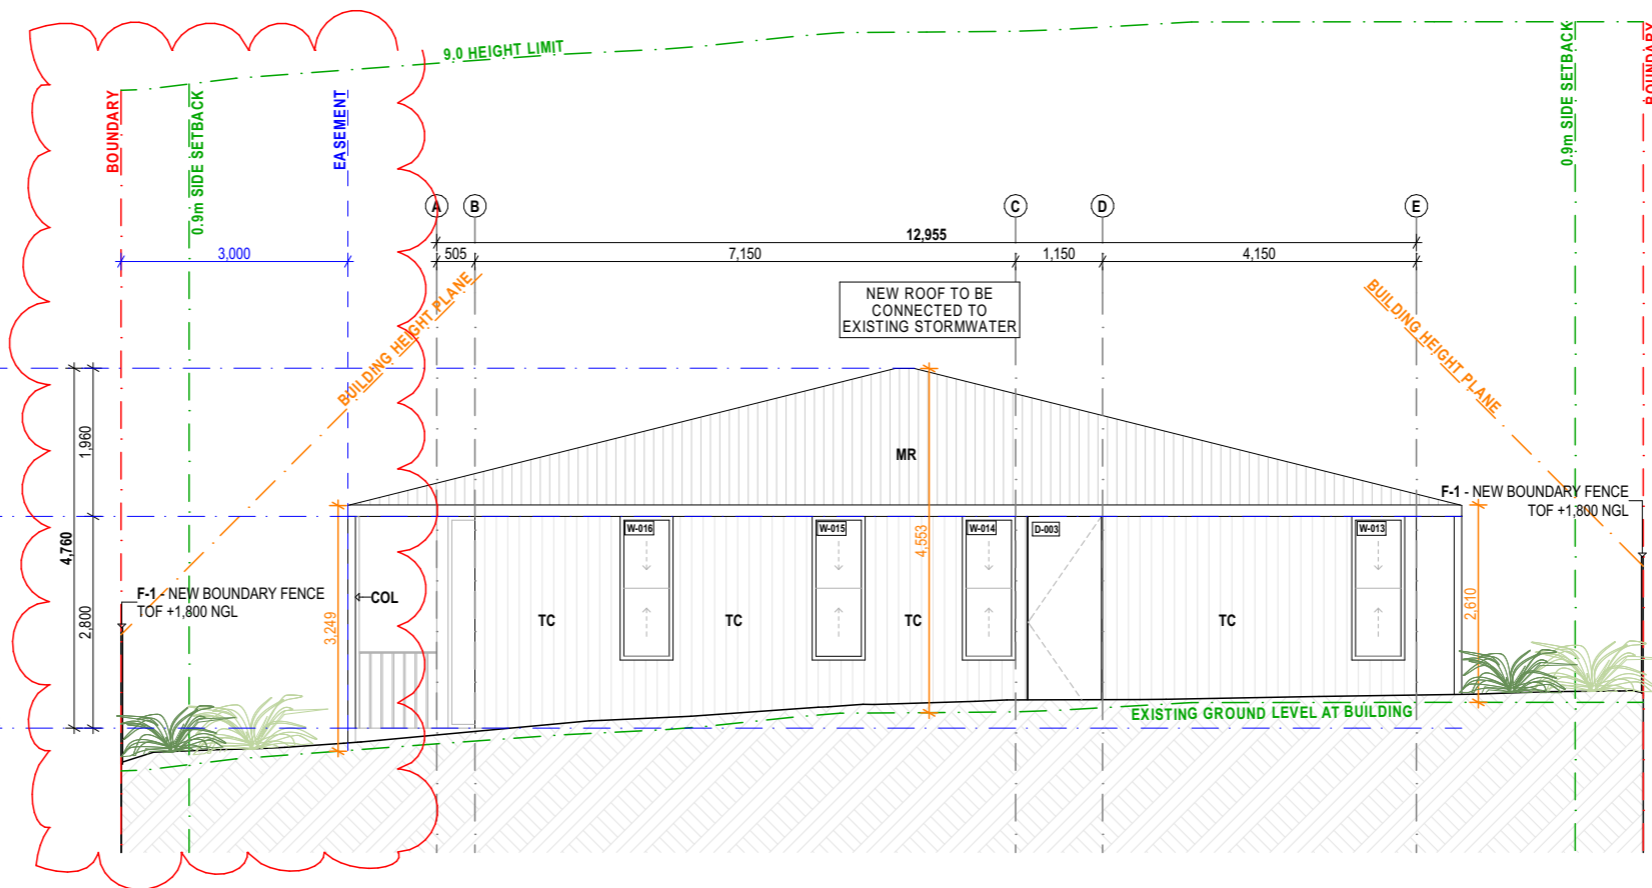 9.0 HEIGHT LIMIT
BOUNDARY
0.9m SIDE SETBACK
EASEMENT
0.9m SIDE SETBACK
BOUNDARY
A
B
C
D
E
12,955
3,000
505
7,150
1,150
4,150
BUILDING HEIGHT PLANE
NEW ROOF TO BE
CONNECTED TO
EXISTING STORMWATER
BUILDING HEIGHT PLANE
1,960
4,760
2,800
MR
F-1 - NEW BOUNDARY FENCE
TOF +1,800 NGL
W-016
W-015
W-014
D-003
W-013
4,553
F-1 - NEW BOUNDARY FENCE
TOF +1,800 NGL
COL
3,249
2,610
TC
TC
TC
TC
EXISTING GROUND LEVEL AT BUILDING